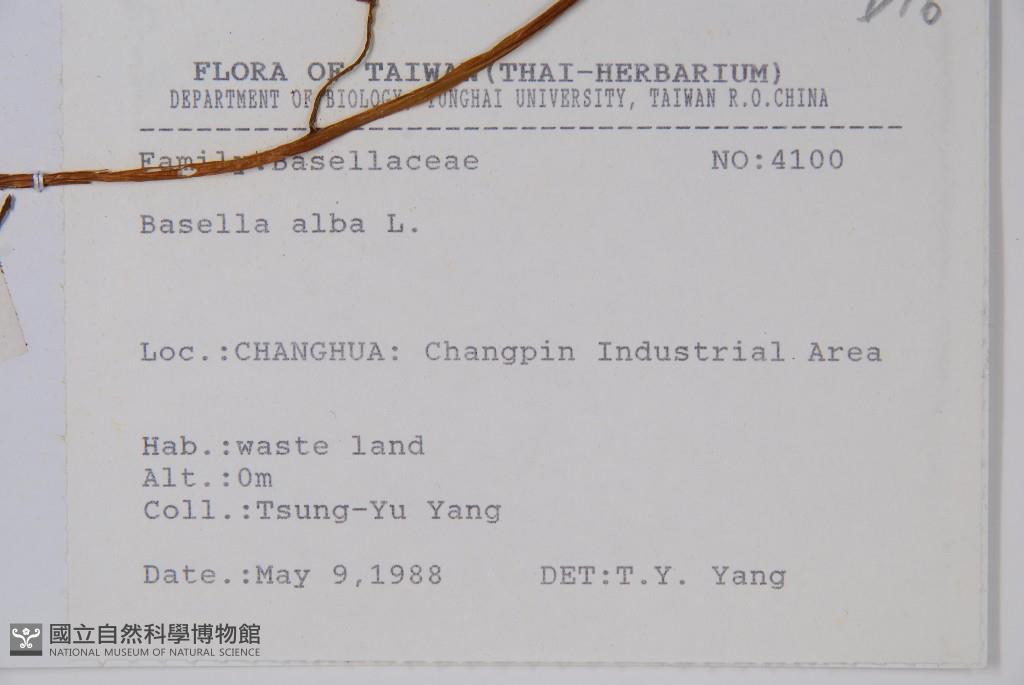 FLORA OF TAIWAN(THAI-HERBARIUM)
DEPARTMENT OF BIOLOGY, TUNGHAI UNIVERSITY, TAIWAN R.O.CHINA
Family:Basellaceae NO:4100
Basella alba L.
Loc.:CHANGHUA: Changpin Industrial Area
Hab.:waste land
Alt.:0m
Coll.:Tsung-Yu Yang
Date.:May 9,1988 DET:T.Y. Yang
國立自然科學博物館
NATIONAL MUSEUM OF NATURAL SCIENCE